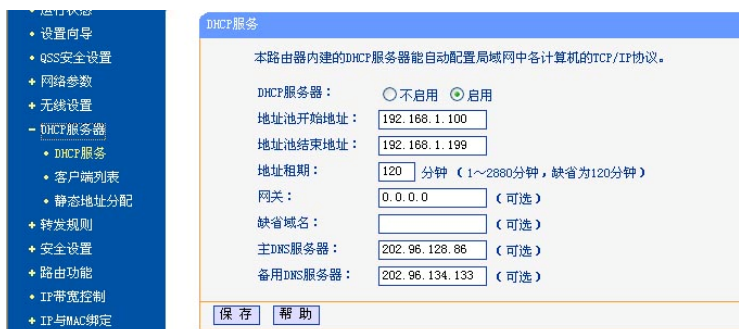 运行状态
设置向导
QSS安全设置
网络参数
无线设置
DHCP服务器
DHCP服务
客户端列表
静态地址分配
转发规则
安全设置
路由功能
IP带宽控制
IP与MAC绑定
DHCP服务
本路由器内建的DHCP服务器能自动配置局域网中各计算机的TCP/IP协议。
DHCP服务器： 不启用 启用
地址池开始地址： 192.168.1.100
地址池结束地址： 192.168.1.199
地址租期： 120 分钟（1～2880分钟，缺省为120分钟）
网关： 0.0.0.0 （可选）
缺省域名： （可选）
主DNS服务器： 202.96.128.86 （可选）
备用DNS服务器： 202.96.134.133 （可选）
保 存 帮 助